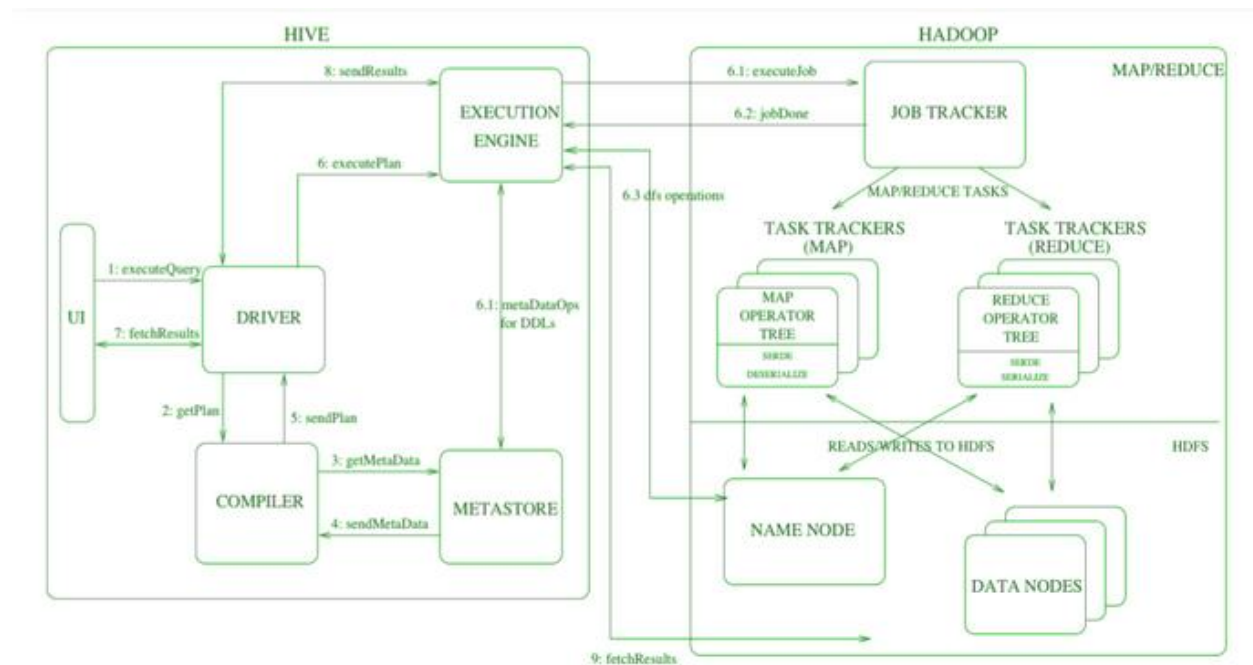 HIVE
HADOOP
8: sendResults
6.1: executeJob
MAP/REDUCE
EXECUTION
ENGINE
6.2: jobDone
JOB TRACKER
6: executePlan
6.3 dfs operations
MAP/REDUCE TASKS
TASK TRACKERS
(MAP)
TASK TRACKERS
(REDUCE)
1: executeQuery
UI
DRIVER
7: fetchResults
6.1: metaDataOps
for DDLs
MAP
OPERATOR
TREE
SERDE
DESERIALIZE
REDUCE
OPERATOR
TREE
SERDE
SERIALIZE
2: getPlan
5: sendPlan
READS/WRITES TO HDFS
HDFS
COMPILER
3: getMetaData
4: sendMetaData
METASTORE
NAME NODE
DATA NODES
9: fetchResults